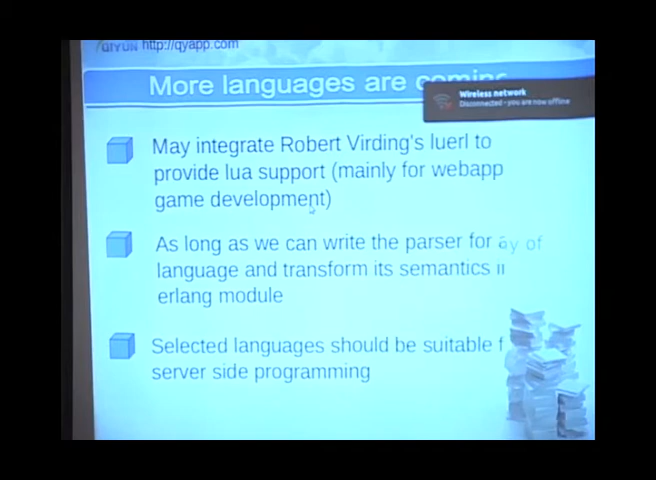 QIYUN http://qyapp.com
More languages are coming
Wireless network
Disconnected - you are now offline
May integrate Robert Virding's luerl to
provide lua support (mainly for webapp
game development)
As long as we can write the parser for ay of
language and transform its semantics
erlang module
Selected languages should be suitable f
server side programming